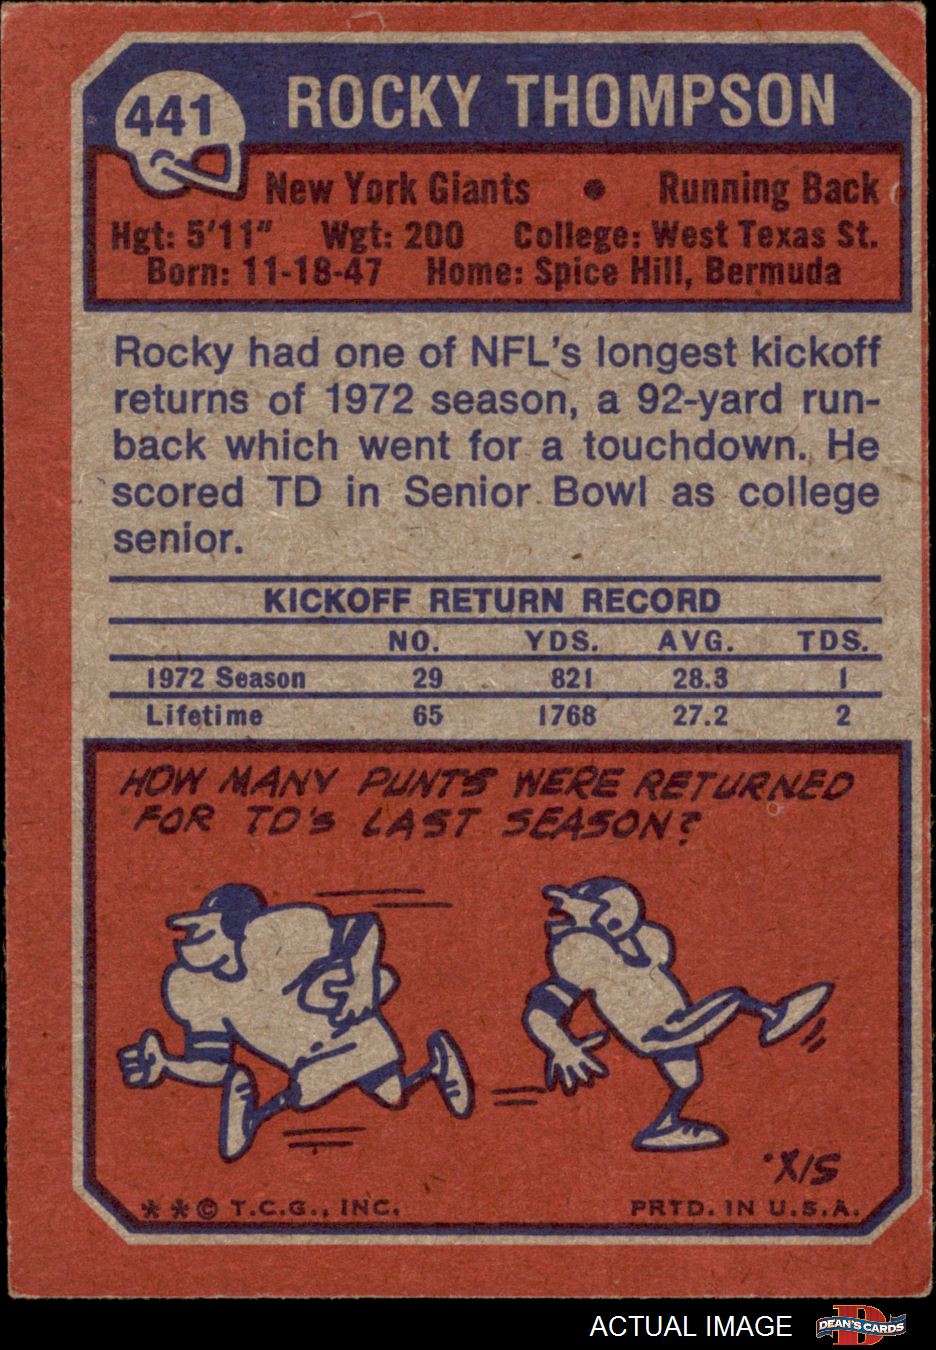 441
ROCKY THOMPSON
New York Giants • Running Back
Hgt: 5'11" Wgt: 200 College: West Texas St.
Born: 11-18-47 Home: Spice Hill, Bermuda
Rocky had one of NFL's longest kickoff
returns of 1972 season, a 92-yard run-
back which went for a touchdown. He
scored TD in Senior Bowl as college
senior.
KICKOFF RETURN RECORD
NO. YDS. AVG. TDS.
1972 Season 29 821 28.3 1
Lifetime 65 1768 27.2 2
HOW MANY PUNTS WERE RETURNED
FOR TD'S LAST SEASON?
'X/S
**© T.C.G., INC. PRTD. IN U.S.A.
ACTUAL IMAGE
D
DEAN'S CARDS